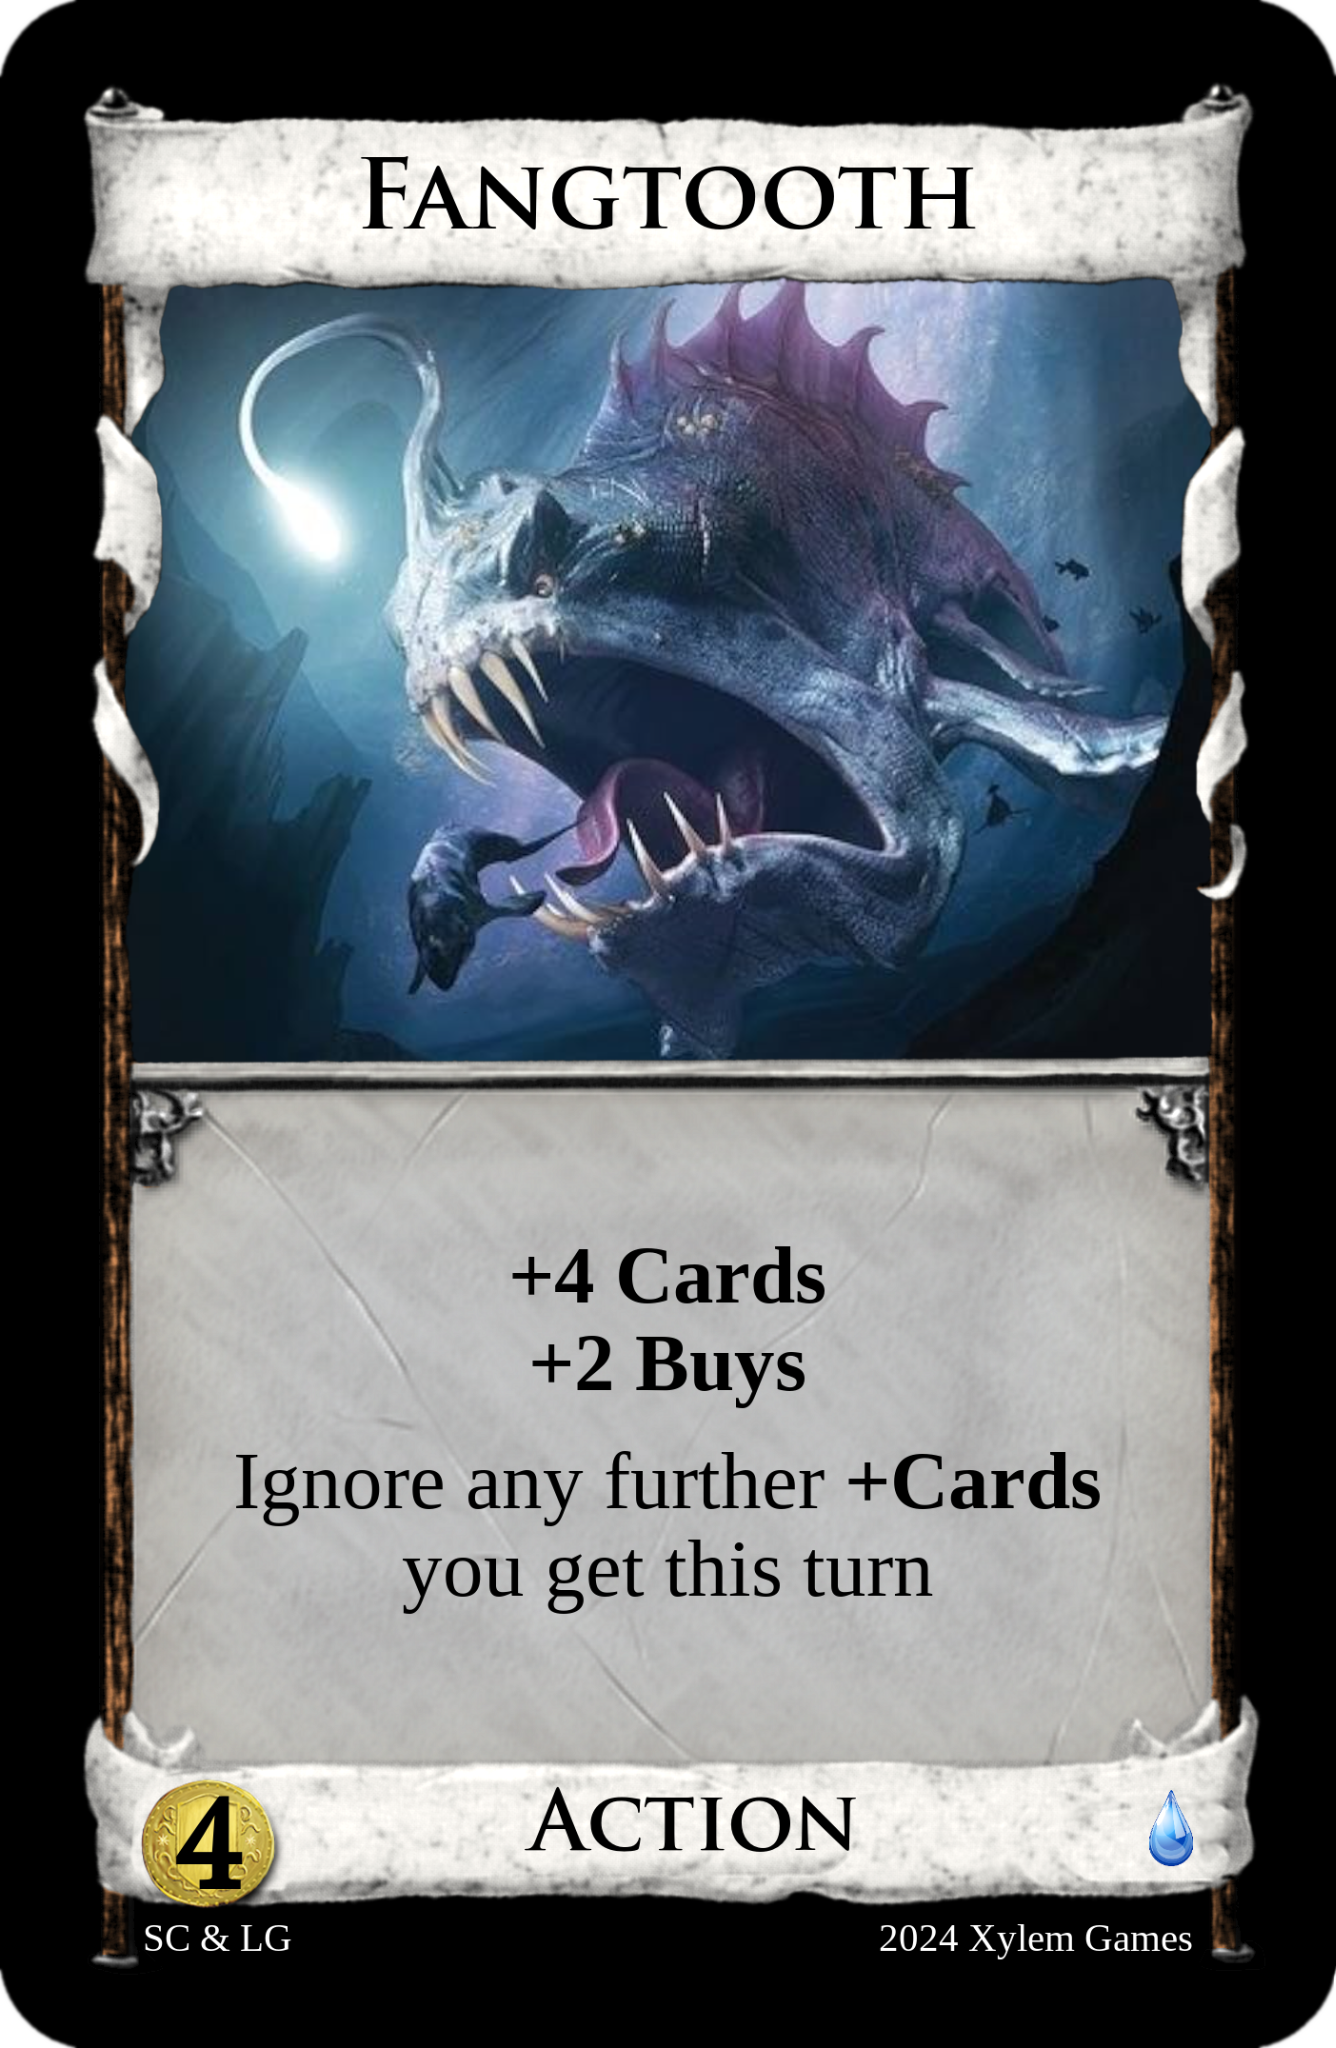 Fangtooth
+4 Cards
+2 Buys
Ignore any further +Cards
you get this turn
4
Action
SC & LG
2024 Xylem Games